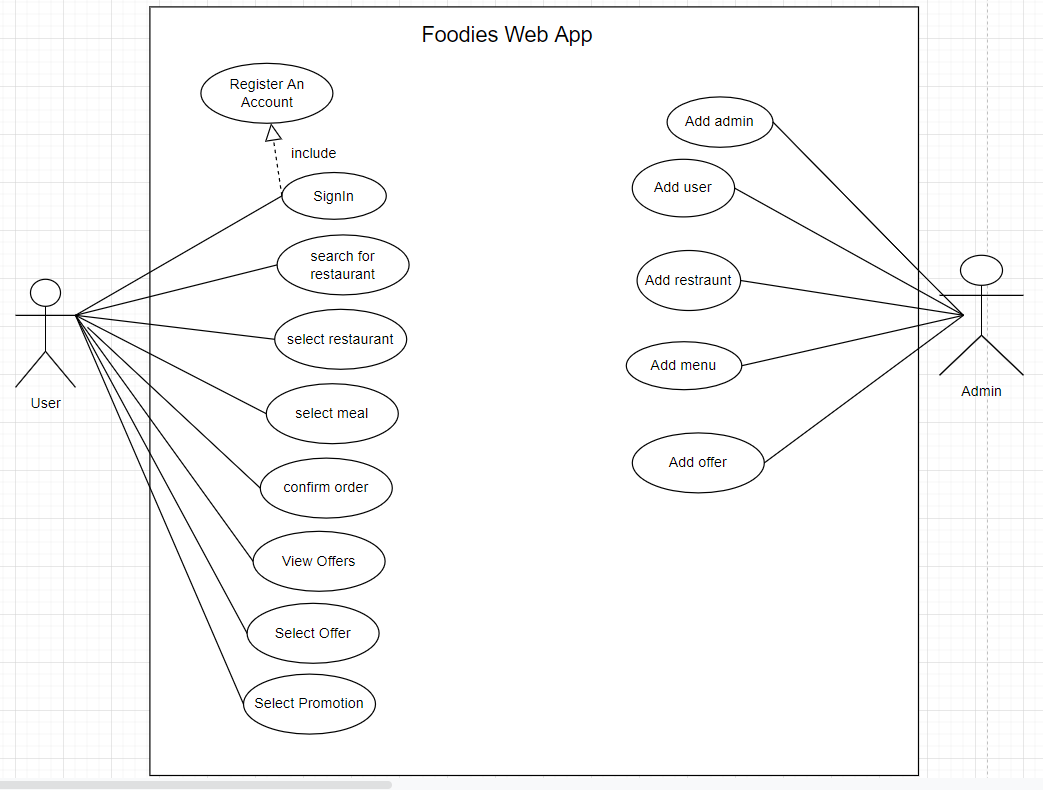 Foodies Web App
Register An
Account
include
SignIn
search for
restaurant
select restaurant
select meal
confirm order
View Offers
Select Offer
Select Promotion
User
Add admin
Add user
Add restraunt
Add menu
Add offer
Admin